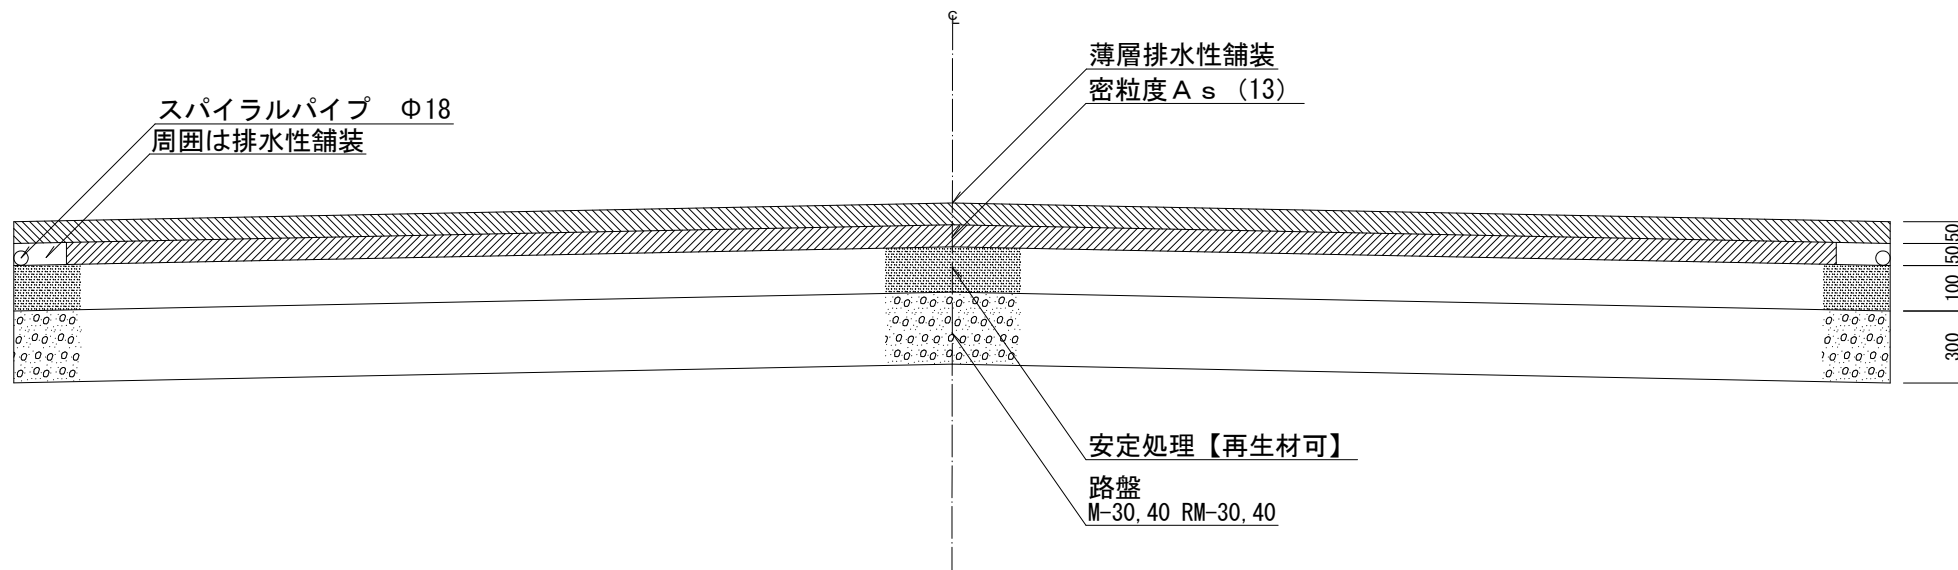 ℄
薄層排水性舗装
密粒度Ａｓ（13）
スパイラルパイプ　Φ18
周囲は排水性舗装
50
50
100
300
安定処理【再生材可】
路盤
M-30,40 RM-30,40